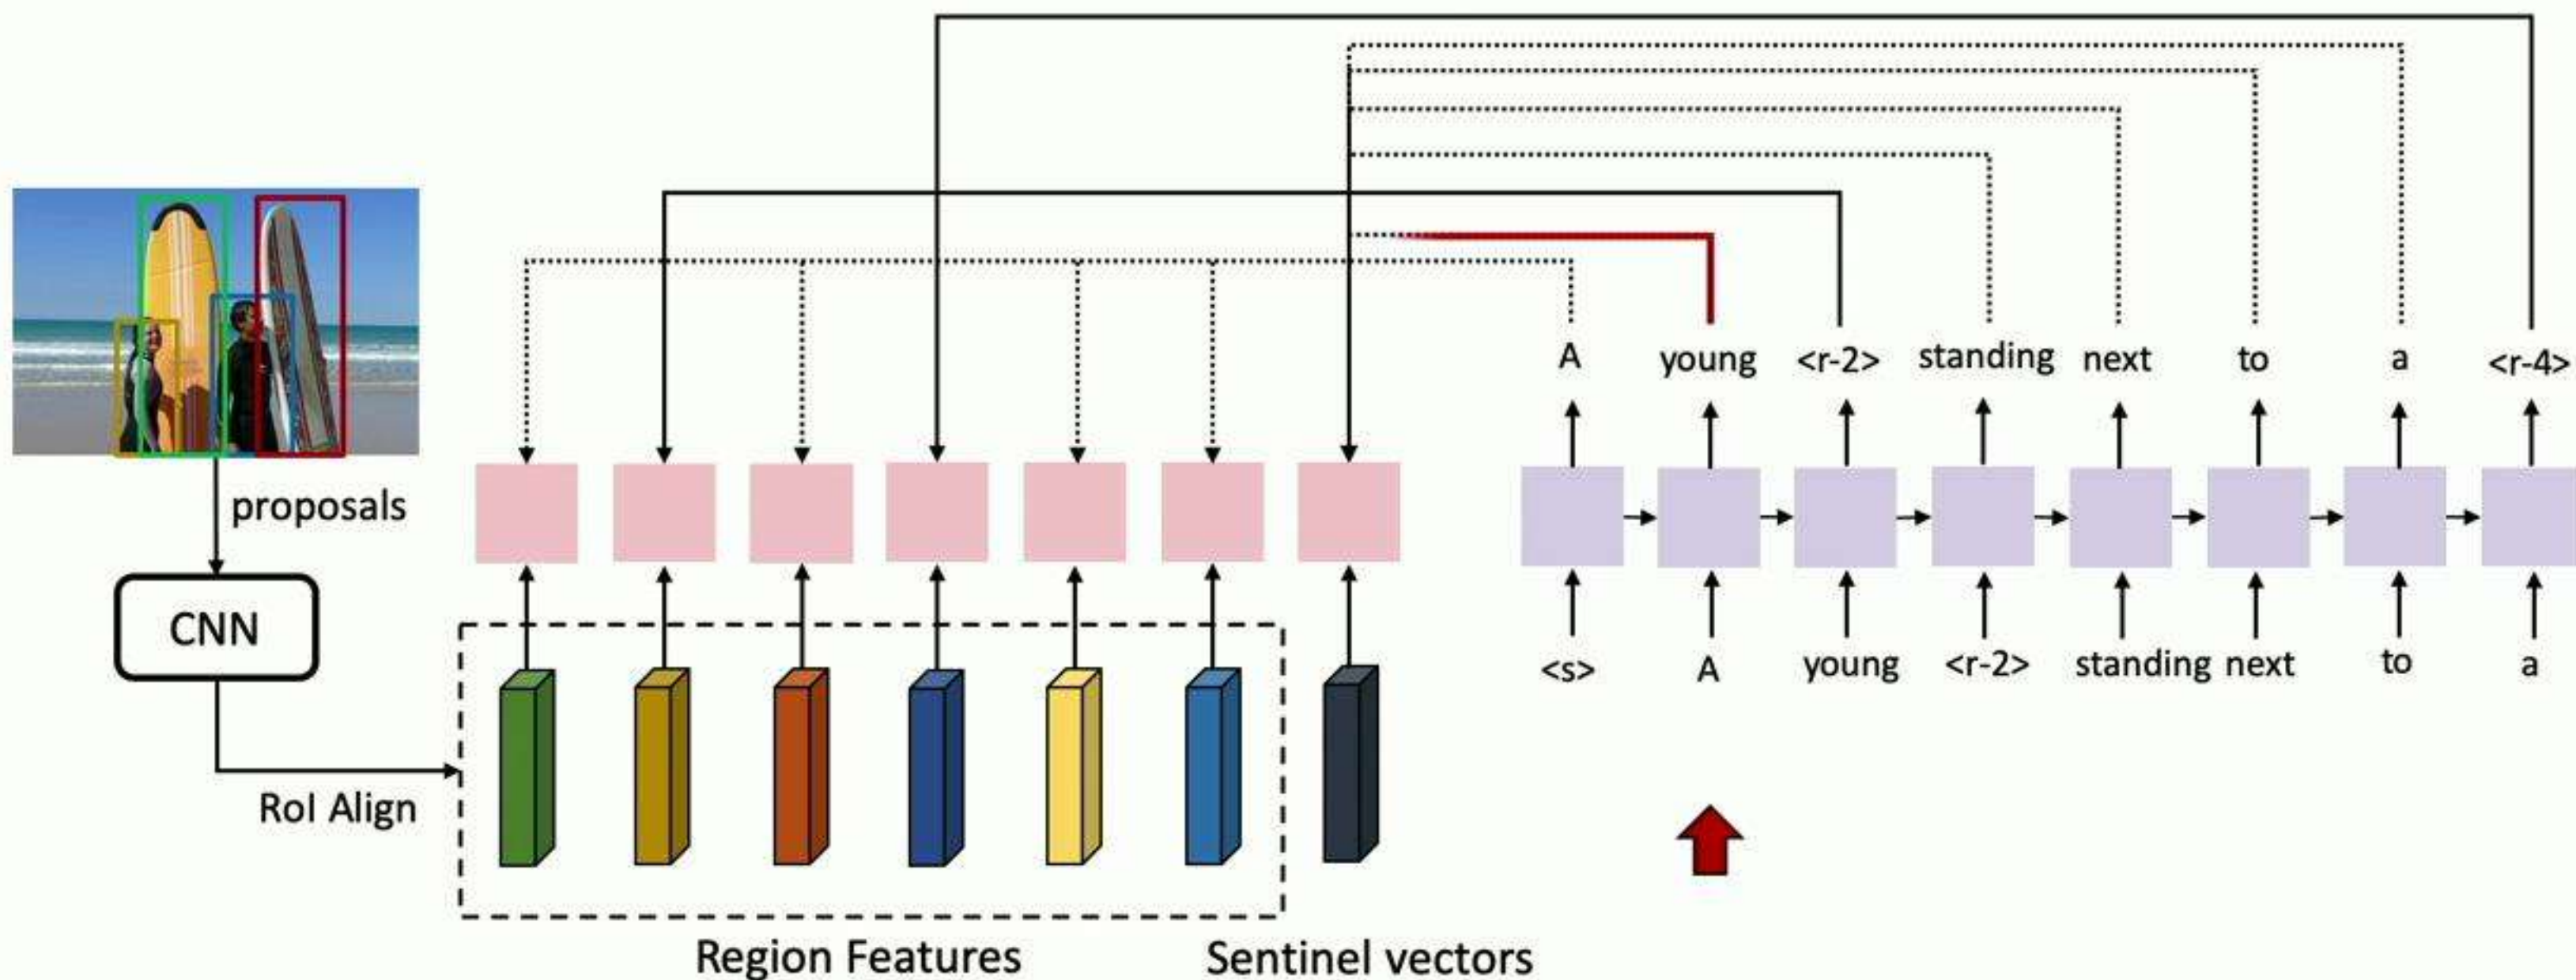 A young <r-2> standing next to a <r-4>
proposals
CNN
<s> A young <r-2> standing next to a
RoI Align
Region Features
Sentinel vectors